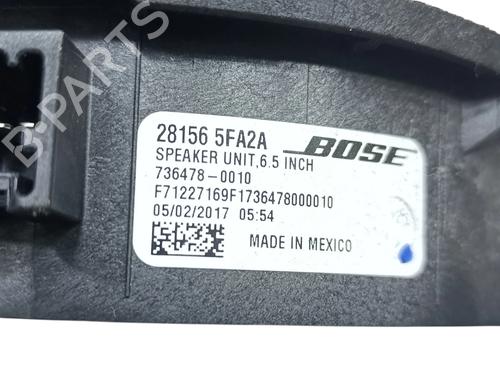 28156 5FA2A
BOSE
SPEAKER UNIT,6.5 INCH
736478-0010
F71227169F1736478000010
05/02/2017 05:54
MADE IN MEXICO
B-PARTS